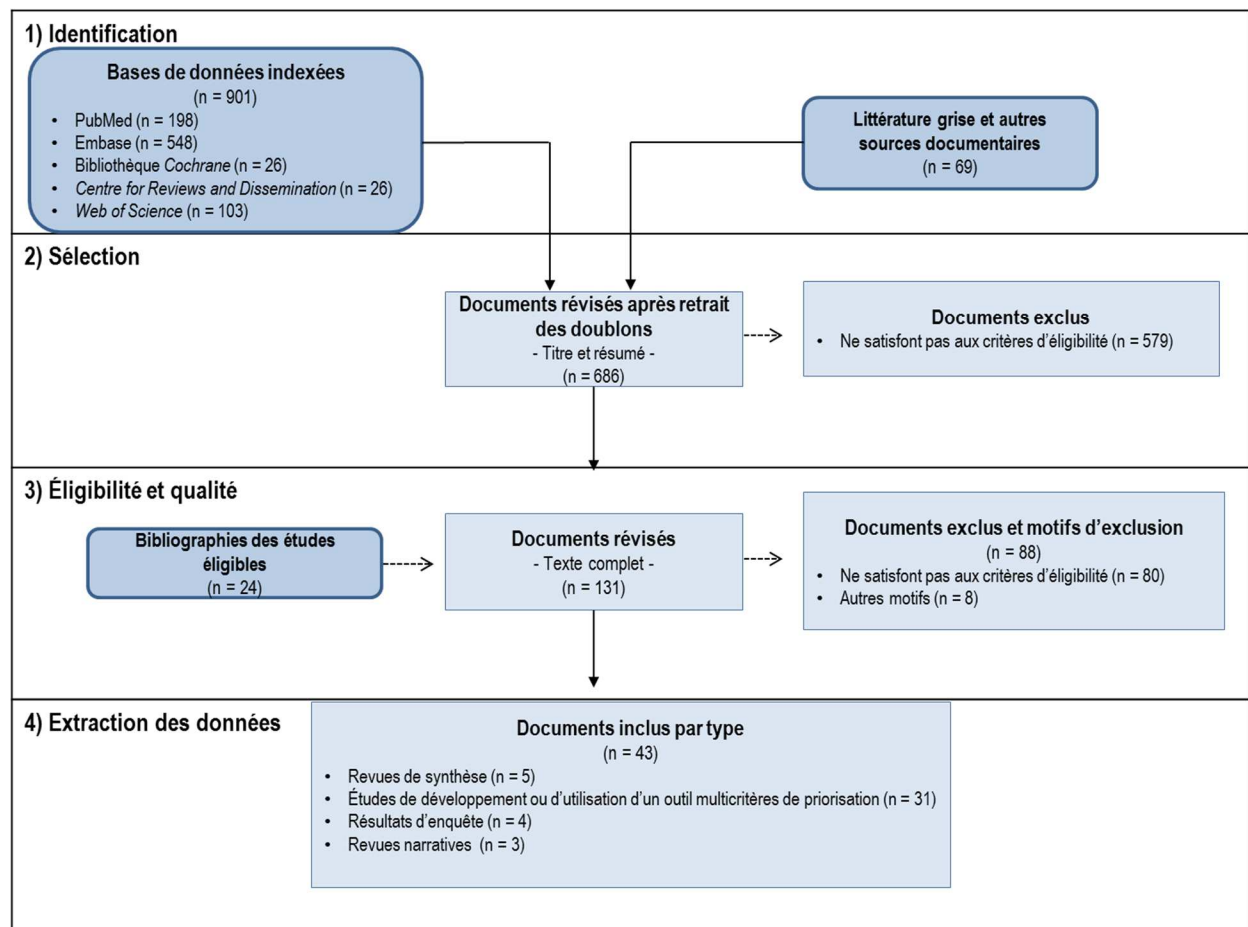 1) Identification
Bases de données indexées
(n = 901)
• PubMed (n = 198)
• Embase (n = 548)
• Bibliothèque Cochrane (n = 26)
• Centre for Reviews and Dissemination (n = 26)
• Web of Science (n = 103)
Littérature grise et autres
sources documentaires
(n = 69)
2) Sélection
Documents révisés après retrait
des doublons
- Titre et résumé -
(n = 686)
Documents exclus
• Ne satisfont pas aux critères d’éligibilité (n = 579)
3) Éligibilité et qualité
Bibliographies des études
éligibles
(n = 24)
Documents révisés
- Texte complet -
(n = 131)
Documents exclus et motifs d’exclusion
(n = 88)
• Ne satisfont pas aux critères d’éligibilité (n = 80)
• Autres motifs (n = 8)
4) Extraction des données
Documents inclus par type
(n = 43)
• Revues de synthèse (n = 5)
• Études de développement ou d’utilisation d’un outil multicritères de priorisation (n = 31)
• Résultats d’enquête (n = 4)
• Revues narratives (n = 3)